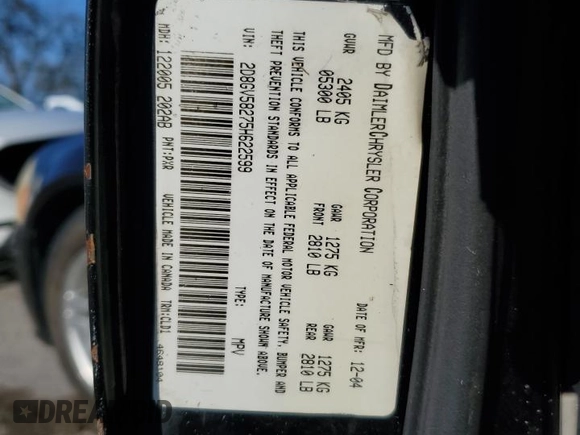 MFD BY DAIMLERCHRYSLER CORPORATION
DATE OF MFR: 12-04
GVWR
2405 KG
05300 LB
GAWR
FRONT
1275 KG
2810 LB
GAWR
REAR
1275 KG
2810 LB
THIS VEHICLE CONFORMS TO ALL APPLICABLE FEDERAL MOTOR VEHICLE SAFETY, BUMPER AND
THEFT PREVENTION STANDARDS IN EFFECT ON THE DATE OF MANUFACTURE SHOWN ABOVE.
VIN: 2D8GV58275H622599 TYPE: MPV
MDH: 122005 202AB PNT:PXR VEHICLE MADE IN CANADA TRM:CLD1